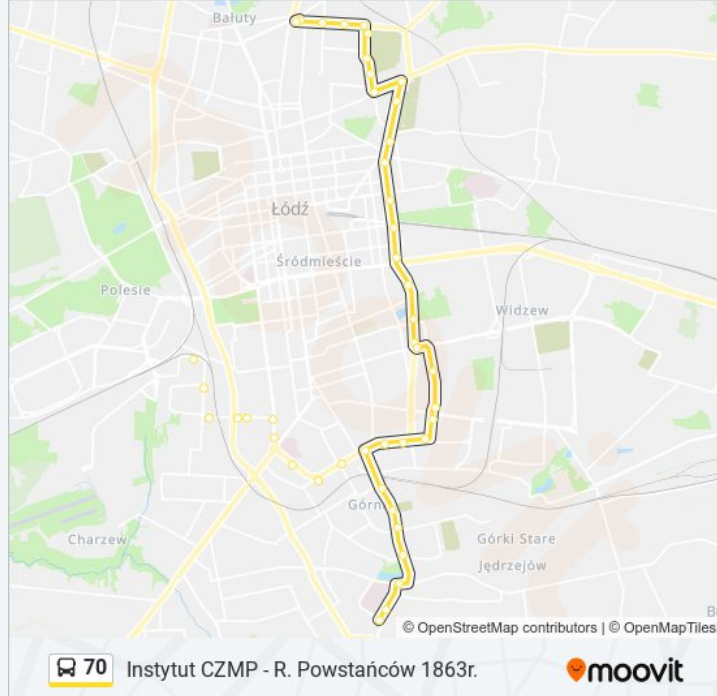 Bałuty
Łódź
Śródmieście
Polesie
Widzew
Górn
Charzew
Górki Stare
Jędrzejów
© OpenStreetMap contributors | © OpenMapTiles
70 Instytut CZMP - R. Powstańców 1863r.
moovit